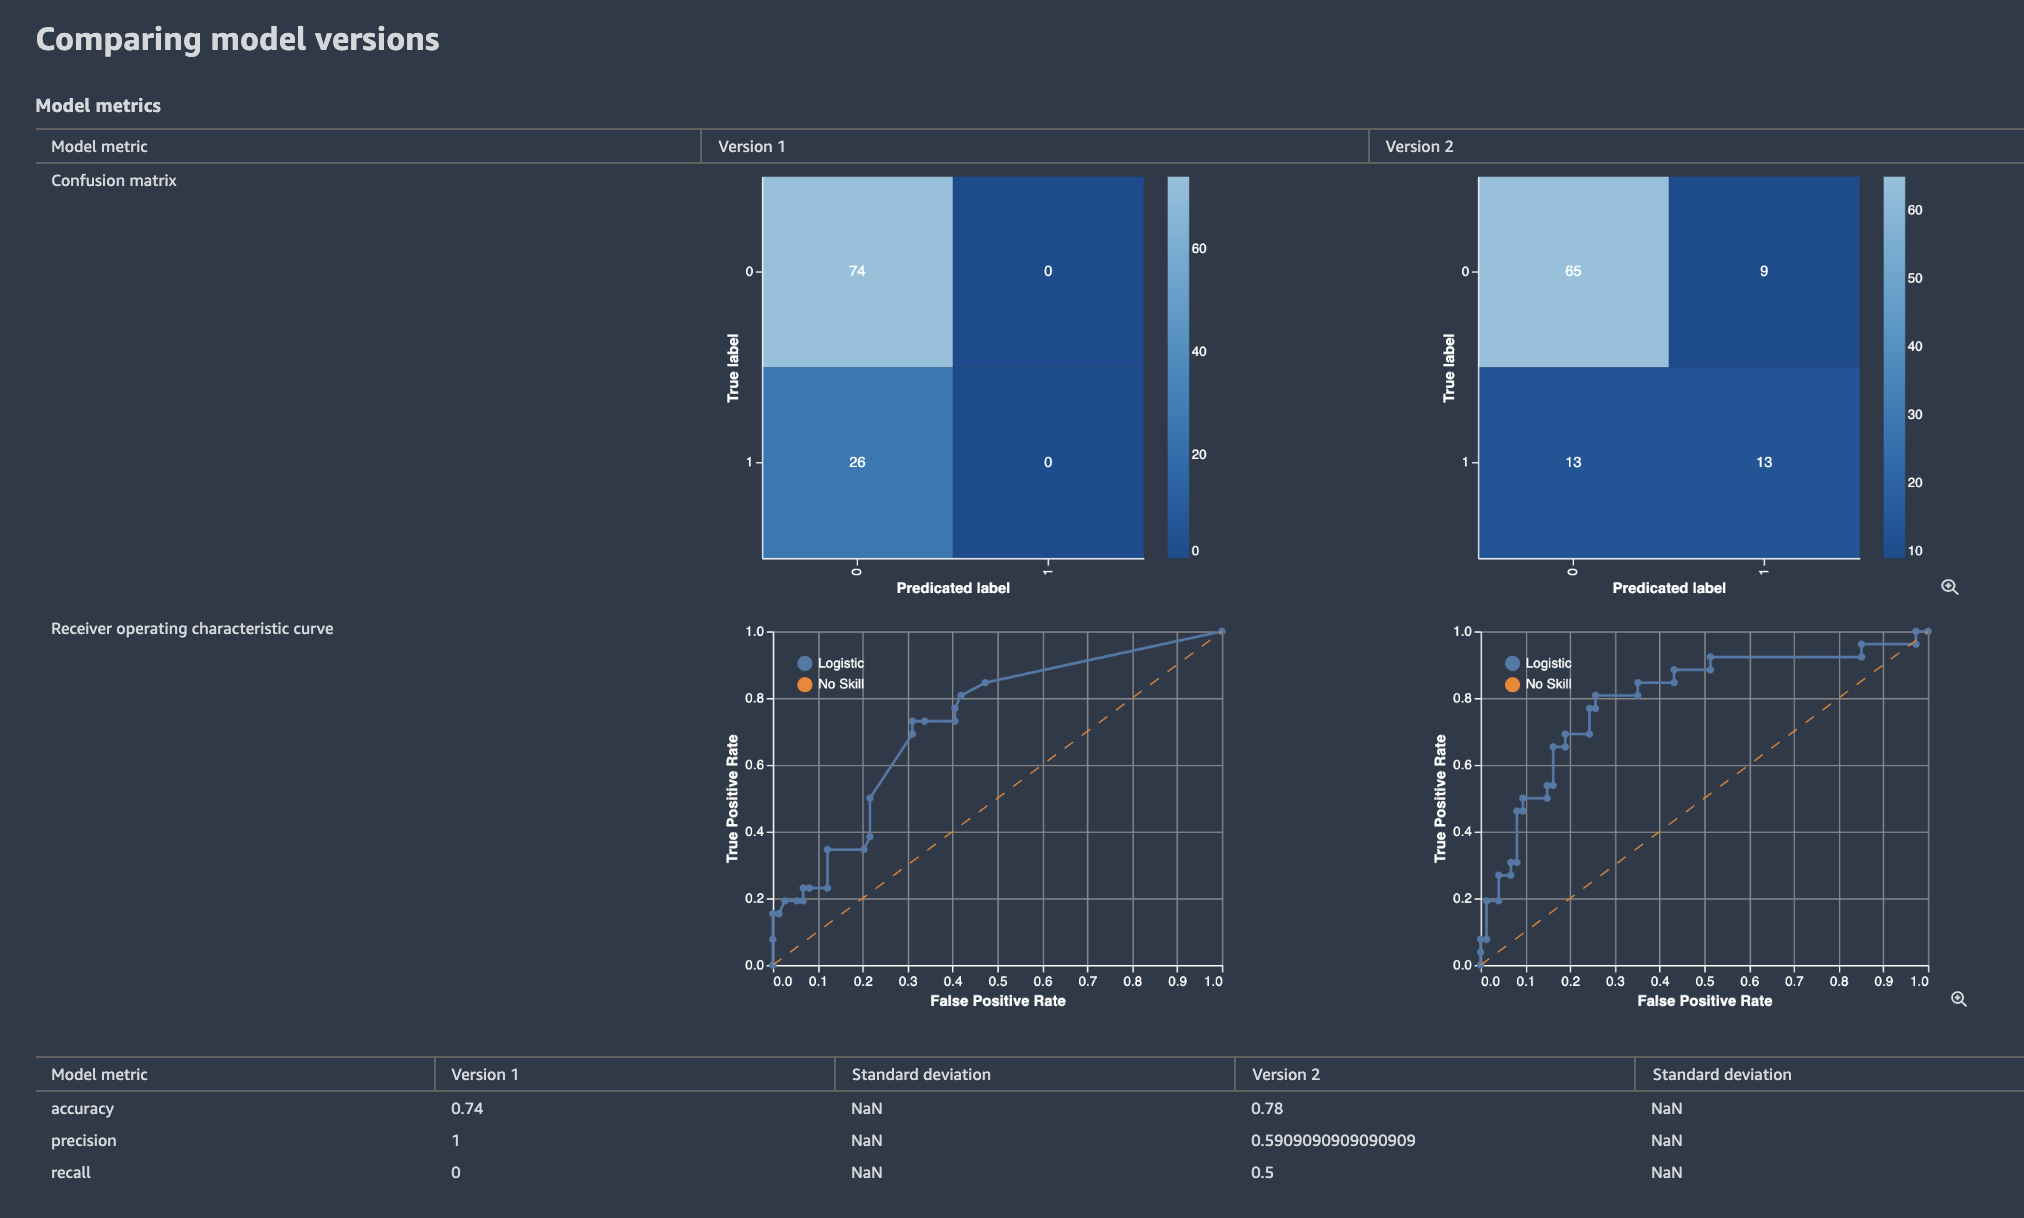 Comparing model versions
Model metrics
Model metric Version 1 Version 2
Confusion matrix
74 0
26 0
0
1
True label
0 1
Predicated label
60
40
20
0
65 9
13 13
0
1
True label
0 1
Predicated label
60
50
40
30
20
10
Receiver operating characteristic curve
1.0
0.8
0.6
0.4
0.2
0.0
True Positive Rate
Logistic
No Skill
0.0 0.1 0.2 0.3 0.4 0.5 0.6 0.7 0.8 0.9 1.0
False Positive Rate
1.0
0.8
0.6
0.4
0.2
0.0
True Positive Rate
Logistic
No Skill
0.0 0.1 0.2 0.3 0.4 0.5 0.6 0.7 0.8 0.9 1.0
False Positive Rate
Model metric Version 1 Standard deviation Version 2 Standard deviation
accuracy 0.74 NaN 0.78 NaN
precision 1 NaN 0.5909090909090909 NaN
recall 0 NaN 0.5 NaN